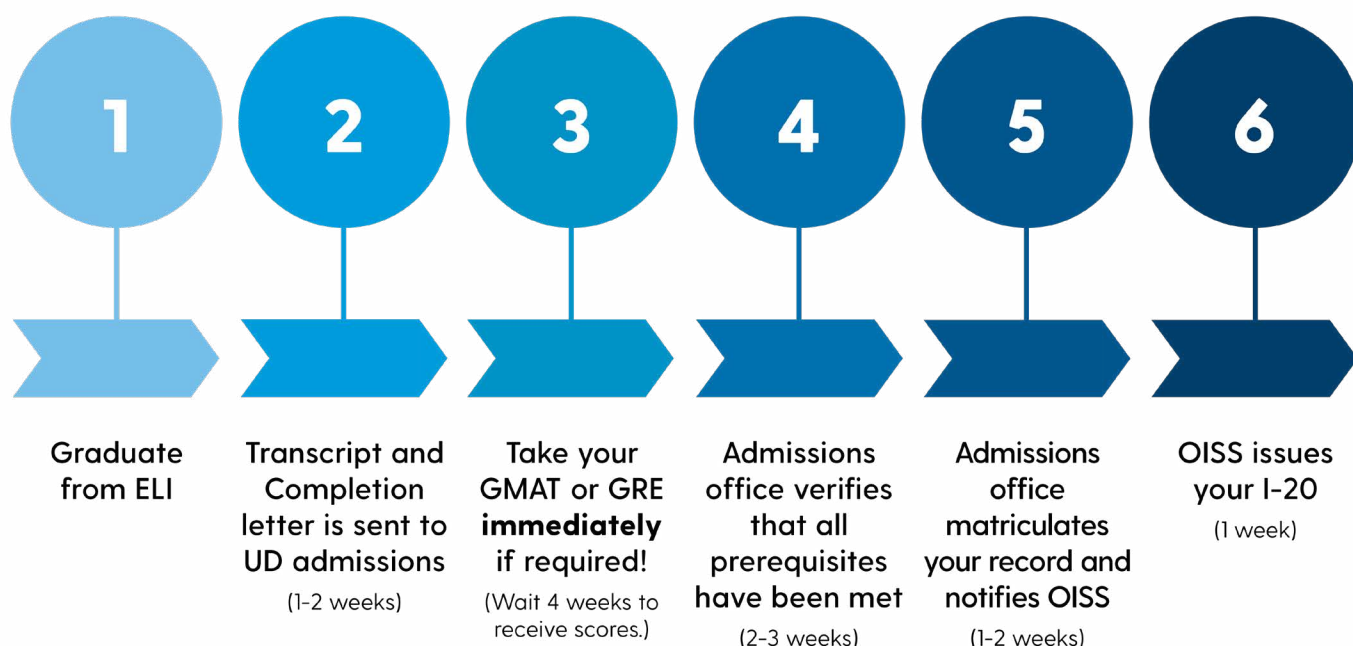 1
2
3
4
5
6
Graduate
from ELI
Transcript and
Completion
letter is sent to
UD admissions
(1-2 weeks)
Take your
GMAT or GRE
immediately
if required!
(Wait 4 weeks to
receive scores.)
Admissions
office verifies
that all
prerequisites
have been met
(2-3 weeks)
Admissions
office
matriculates
your record and
notifies OISS
(1-2 weeks)
OISS issues
your I-20
(1 week)